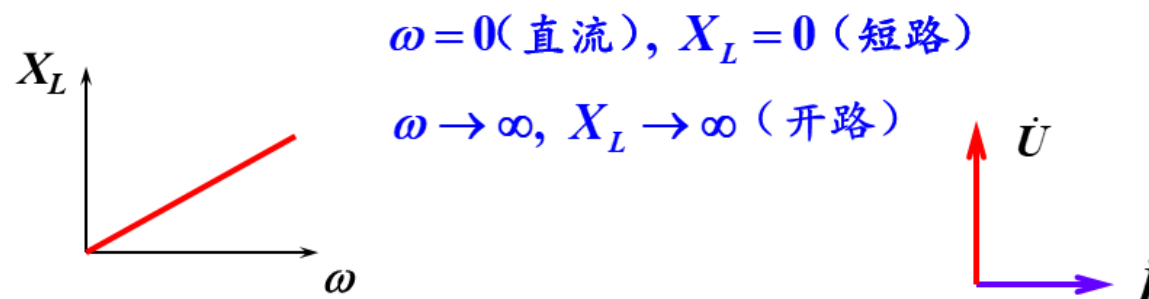 ω = 0(直流), X_L = 0（短路）
X_L
ω → ∞, X_L → ∞（开路）
U̇
ω